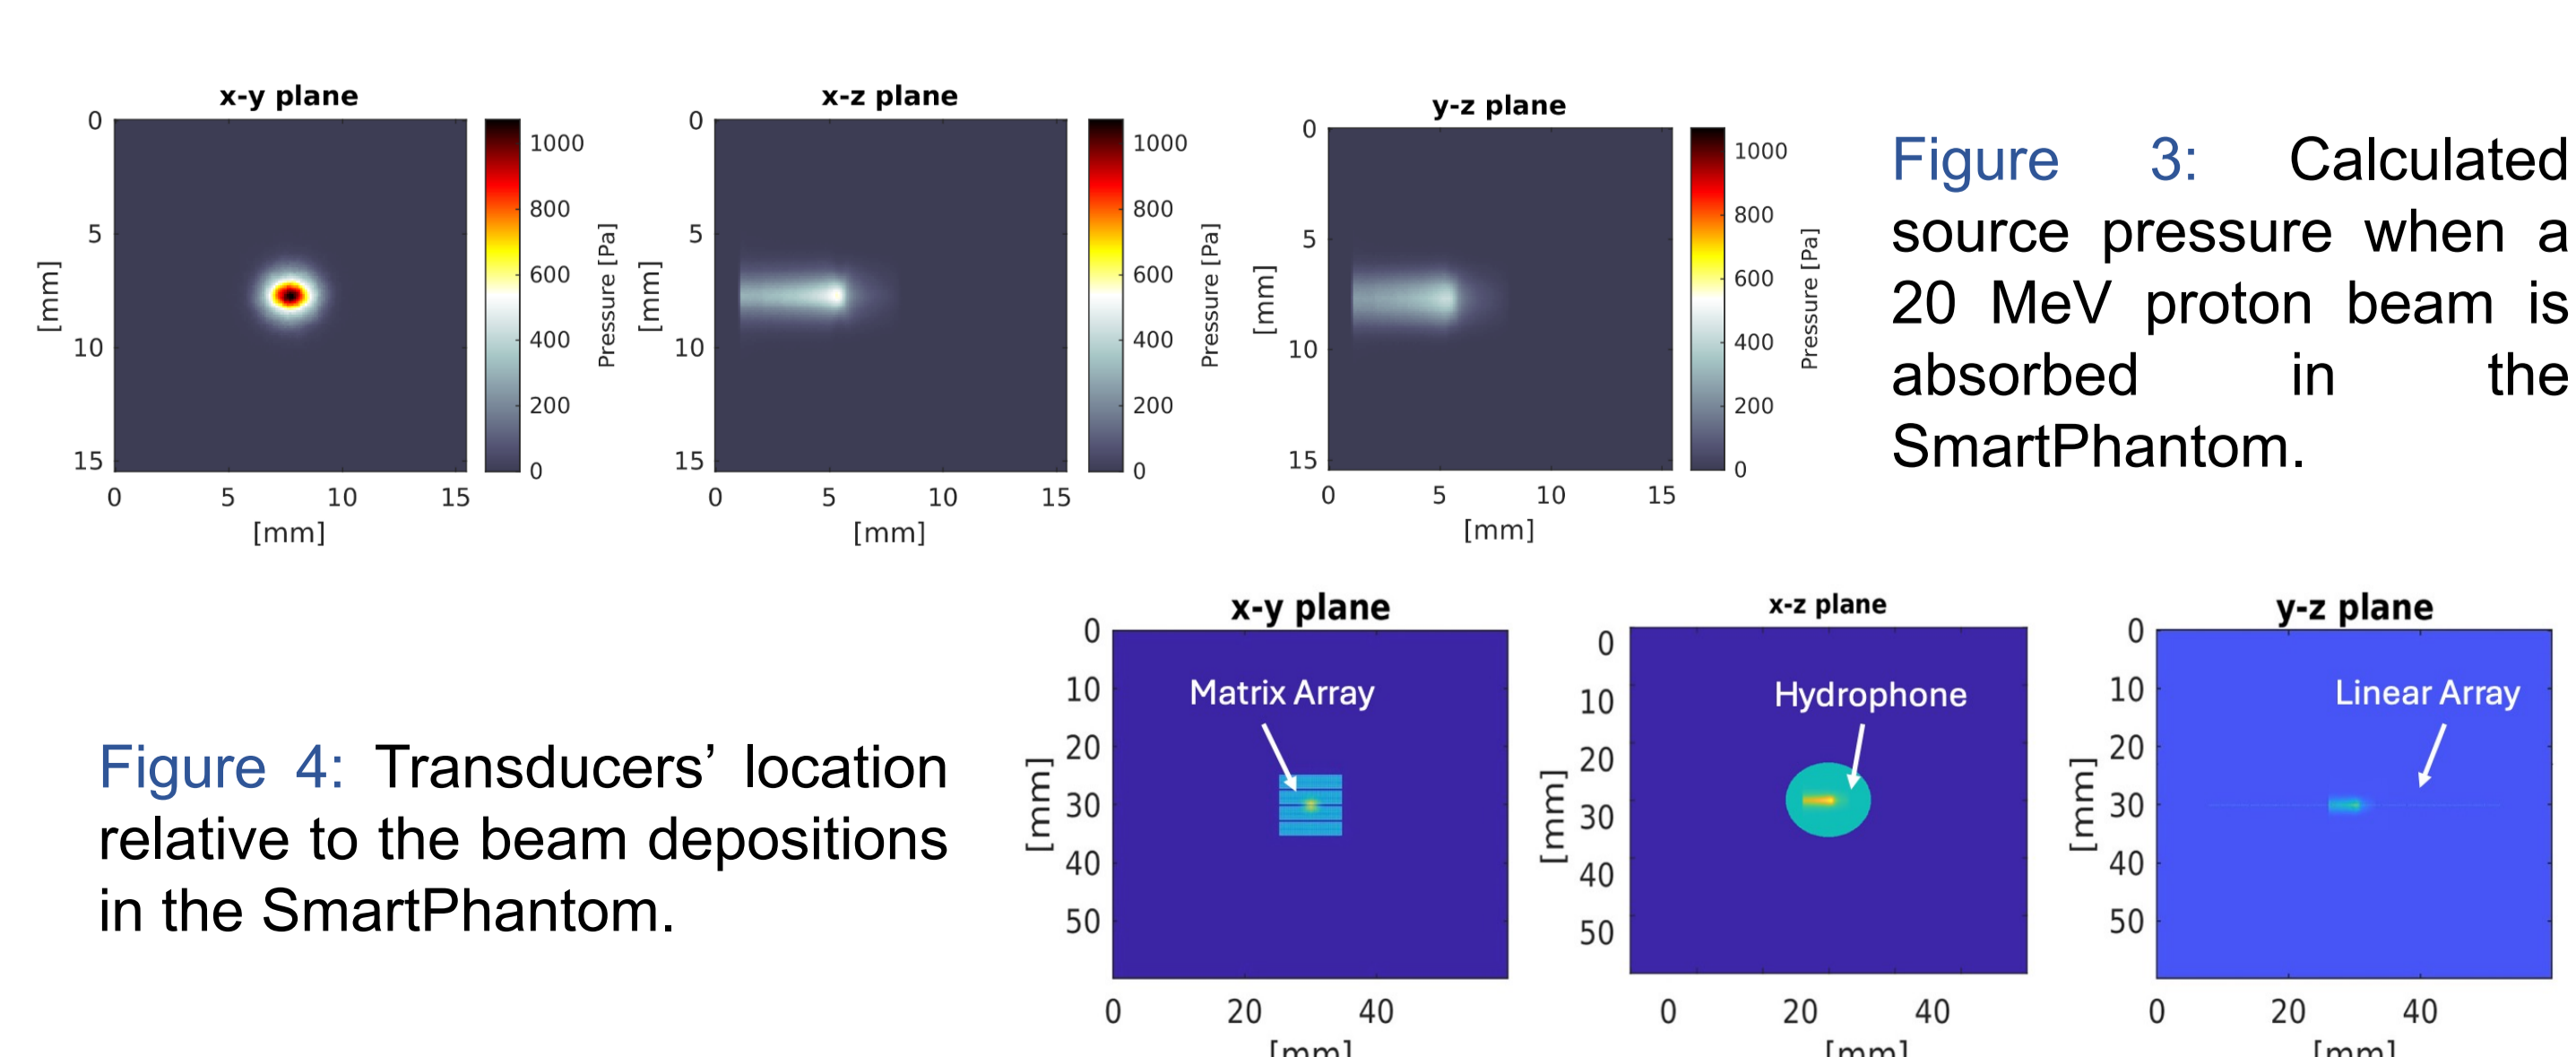 x-y plane
0
5
10
15
[mm]
0 5 10 15
[mm]
1000
800
600
400
200
0
Pressure [Pa]
x-z plane
0
5
10
15
[mm]
0 5 10 15
[mm]
1000
800
600
400
200
0
Pressure [Pa]
y-z plane
0
5
10
15
[mm]
0 5 10 15
[mm]
1000
800
600
400
200
0
Pressure [Pa]
Figure 3: Calculated
source pressure when a
20 MeV proton beam is
absorbed in the
SmartPhantom.
Figure 4: Transducers’ location
relative to the beam depositions
in the SmartPhantom.
x-y plane
Matrix Array
0
10
20
30
40
50
[mm]
0 20 40
[mm]
x-z plane
Hydrophone
0
10
20
30
40
50
[mm]
0 20 40
[mm]
y-z plane
Linear Array
0
10
20
30
40
50
[mm]
0 20 40
[mm]